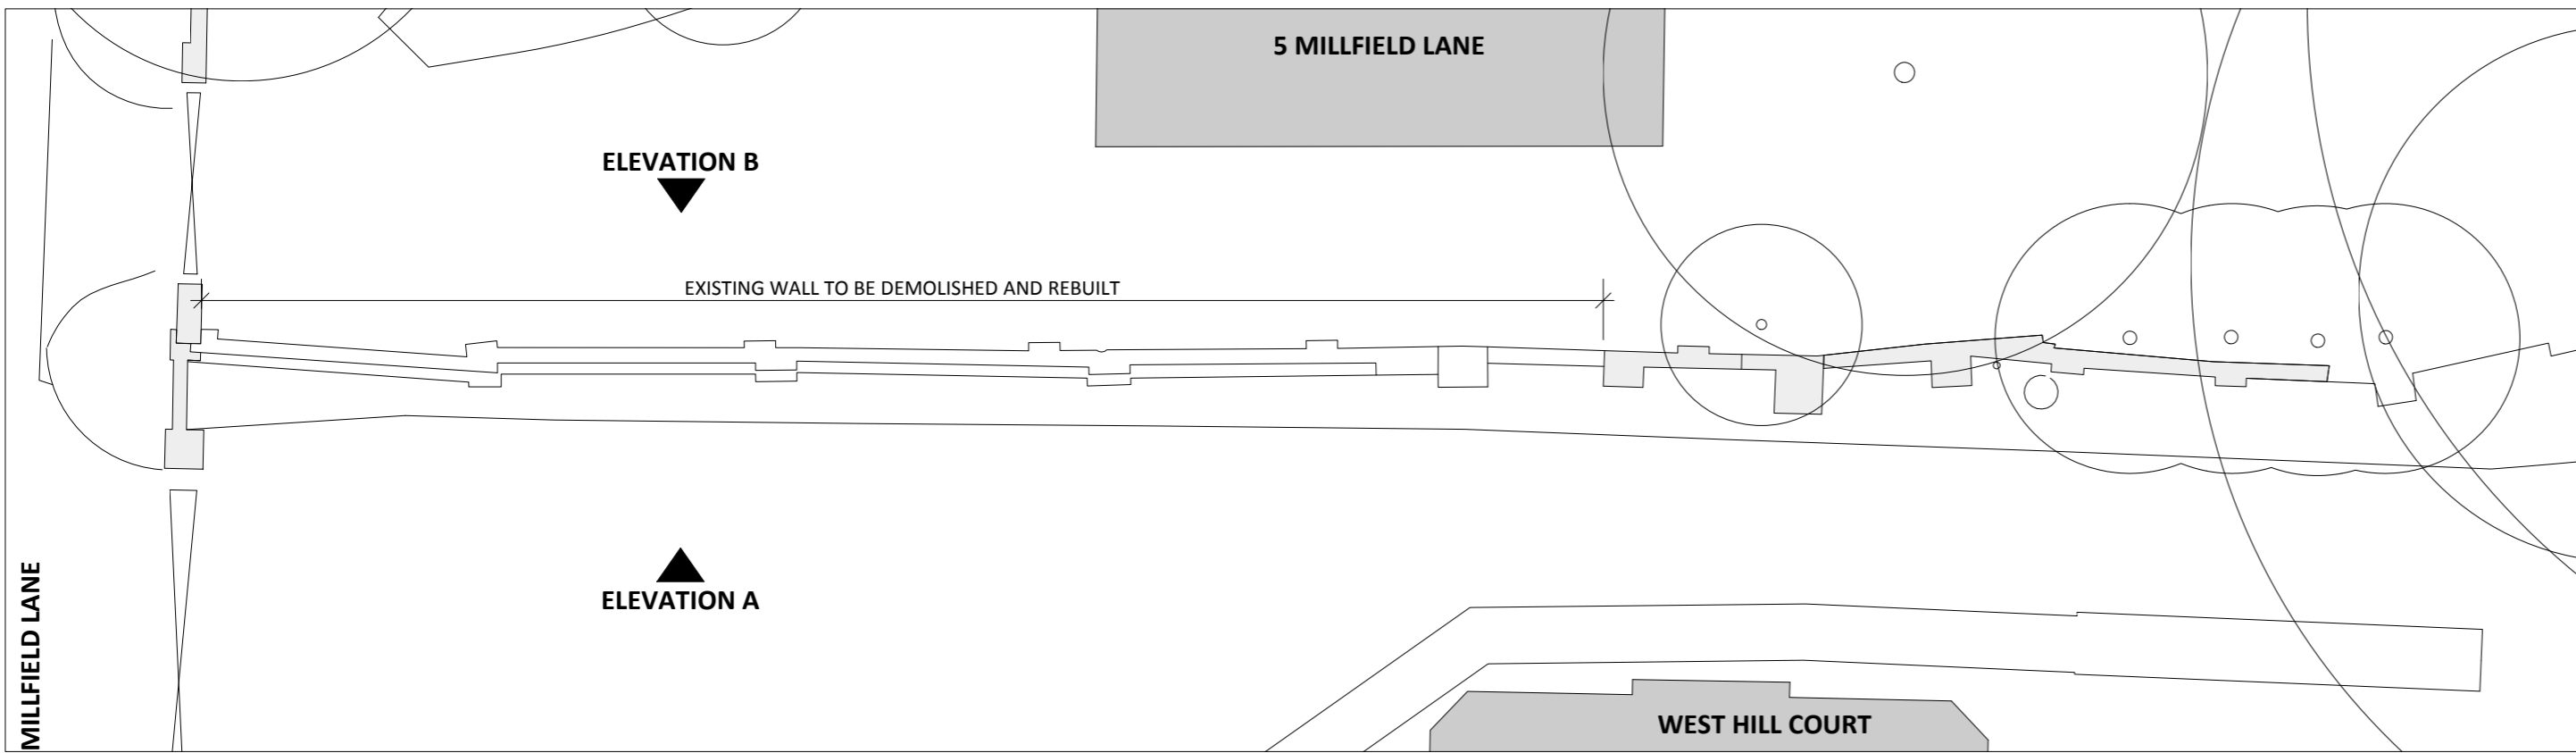 5 MILLFIELD LANE
ELEVATION B
EXISTING WALL TO BE DEMOLISHED AND REBUILT
ELEVATION A
MILLFIELD LANE
WEST HILL COURT